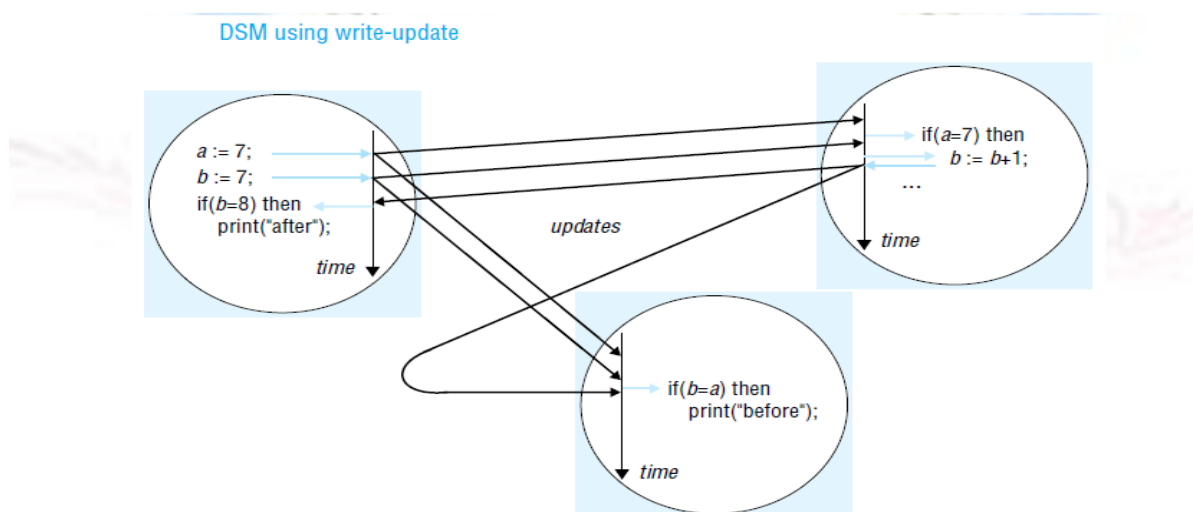 DSM using write-update
a := 7;
b := 7;
if(b=8) then
print("after");
time
updates
if(a=7) then
b := b+1;
...
time
if(b=a) then
print("before");
time